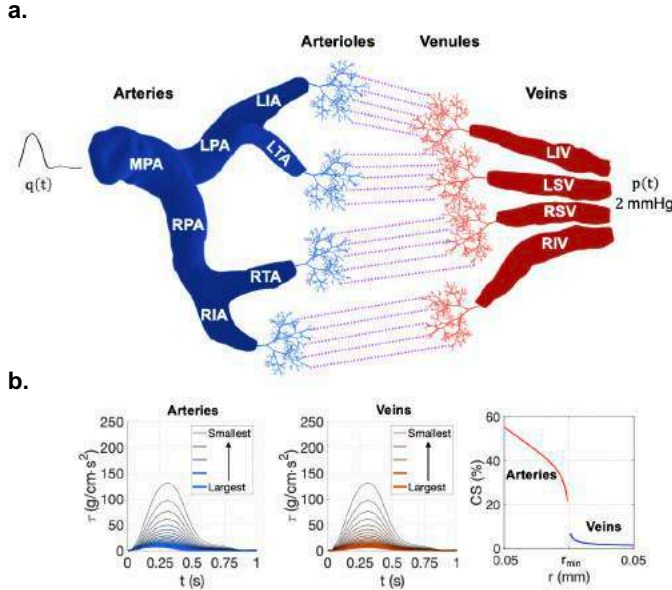 a.
Arterioles Venules
Arteries Veins
LIA
LPA
LTA
MPA
q(t)
RPA
RTA
RIA
LIV
LSV
RSV
RIV
p(t)
2 mmHg
b.
Arteries
τ (g/cm·s²)
250
200
150
100
50
0
Smallest
Largest
0 0.25 0.5 0.75 1
t (s)
Veins
τ (g/cm·s²)
250
200
150
100
50
0
Smallest
Largest
0 0.25 0.5 0.75 1
t (s)
CS (%)
60
40
20
0
Arteries
Veins
0.05 rmin 0.05
r (mm)